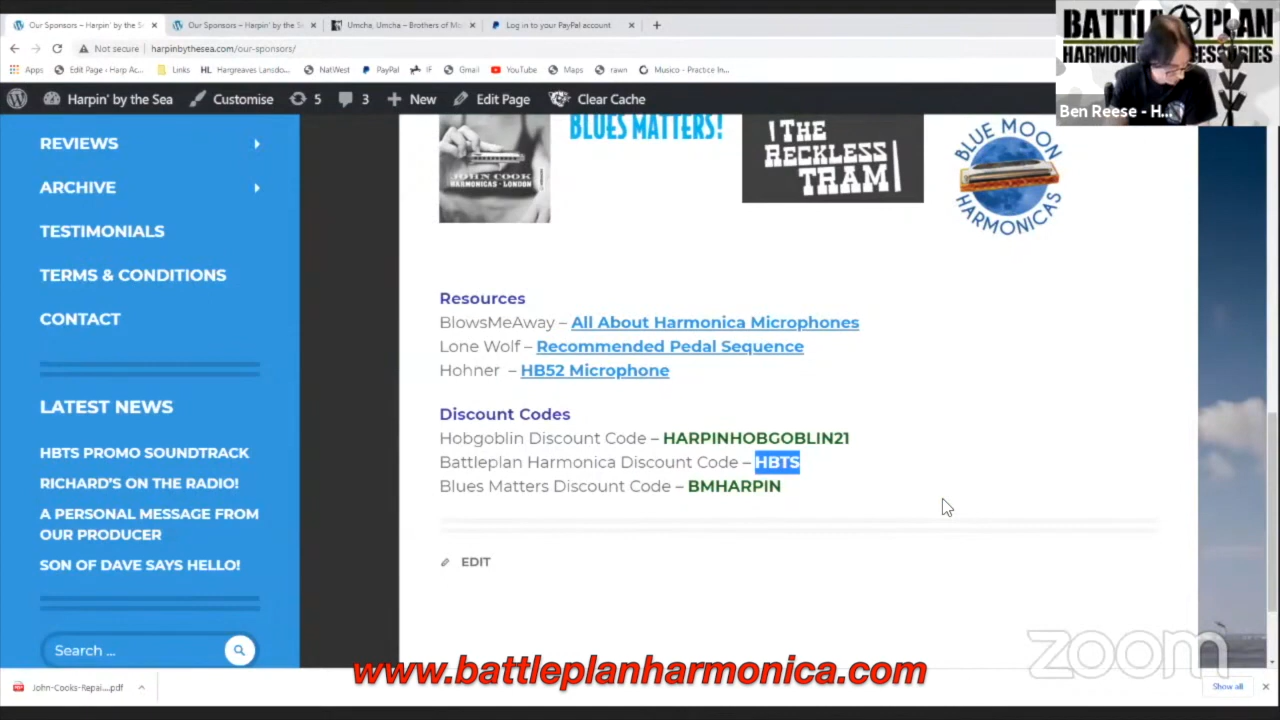 Our Sponsors – Harpin' by the S
Our Sponsors – Harpin' by the S
Umcha, Umcha – Brothers of Mo
Log in to your PayPal account
Not secure
harpinbythesea.com/our-sponsors/
Apps
Edit Page ‹ Harp Ac...
Links
HL Hargreaves Lansdo...
NatWest
PayPal
IF
Gmail
YouTube
Maps
rawn
Musico - Practice In...
BATTLE PLAN
Ben Reese - H...
Harpin' by the Sea
Customise
5
3
New
Edit Page
Clear Cache
REVIEWS
ARCHIVE
TESTIMONIALS
TERMS & CONDITIONS
CONTACT
LATEST NEWS
HBTS PROMO SOUNDTRACK
RICHARD'S ON THE RADIO!
A PERSONAL MESSAGE FROM
OUR PRODUCER
SON OF DAVE SAYS HELLO!
Search ...
JOHN COOK
HARMONICAS - LONDON
BLUES MATTERS!
THE
RECKLESS
TRAM
BLUE MOON
HARMONICAS
Resources
BlowsMeAway – All About Harmonica Microphones
Lone Wolf – Recommended Pedal Sequence
Hohner – HB52 Microphone
Discount Codes
Hobgoblin Discount Code – HARPINHOBGOBLIN21
Battleplan Harmonica Discount Code – HBTS
Blues Matters Discount Code – BMHARPIN
EDIT
zoom
www.battleplanharmonica.com
John-Cooks-Repai....pdf
Show all